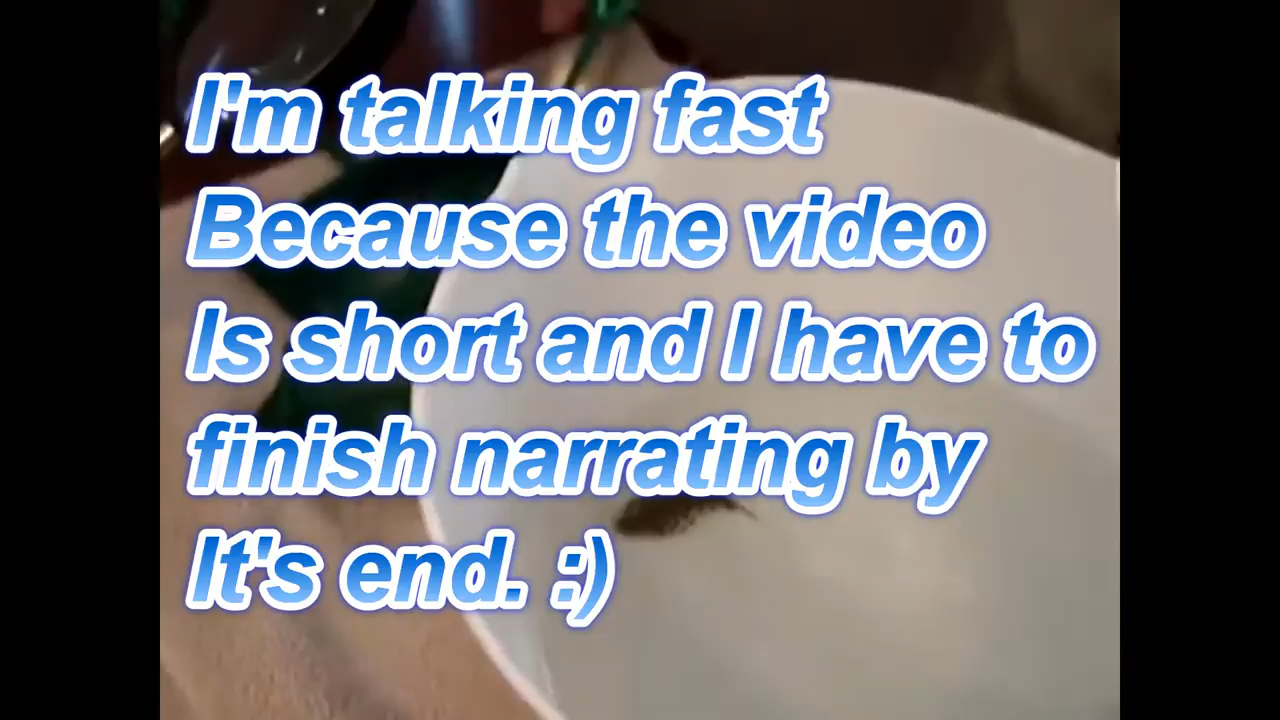 I'm talking fast
Because the video
Is short and I have to
finish narrating by
It's end. :)